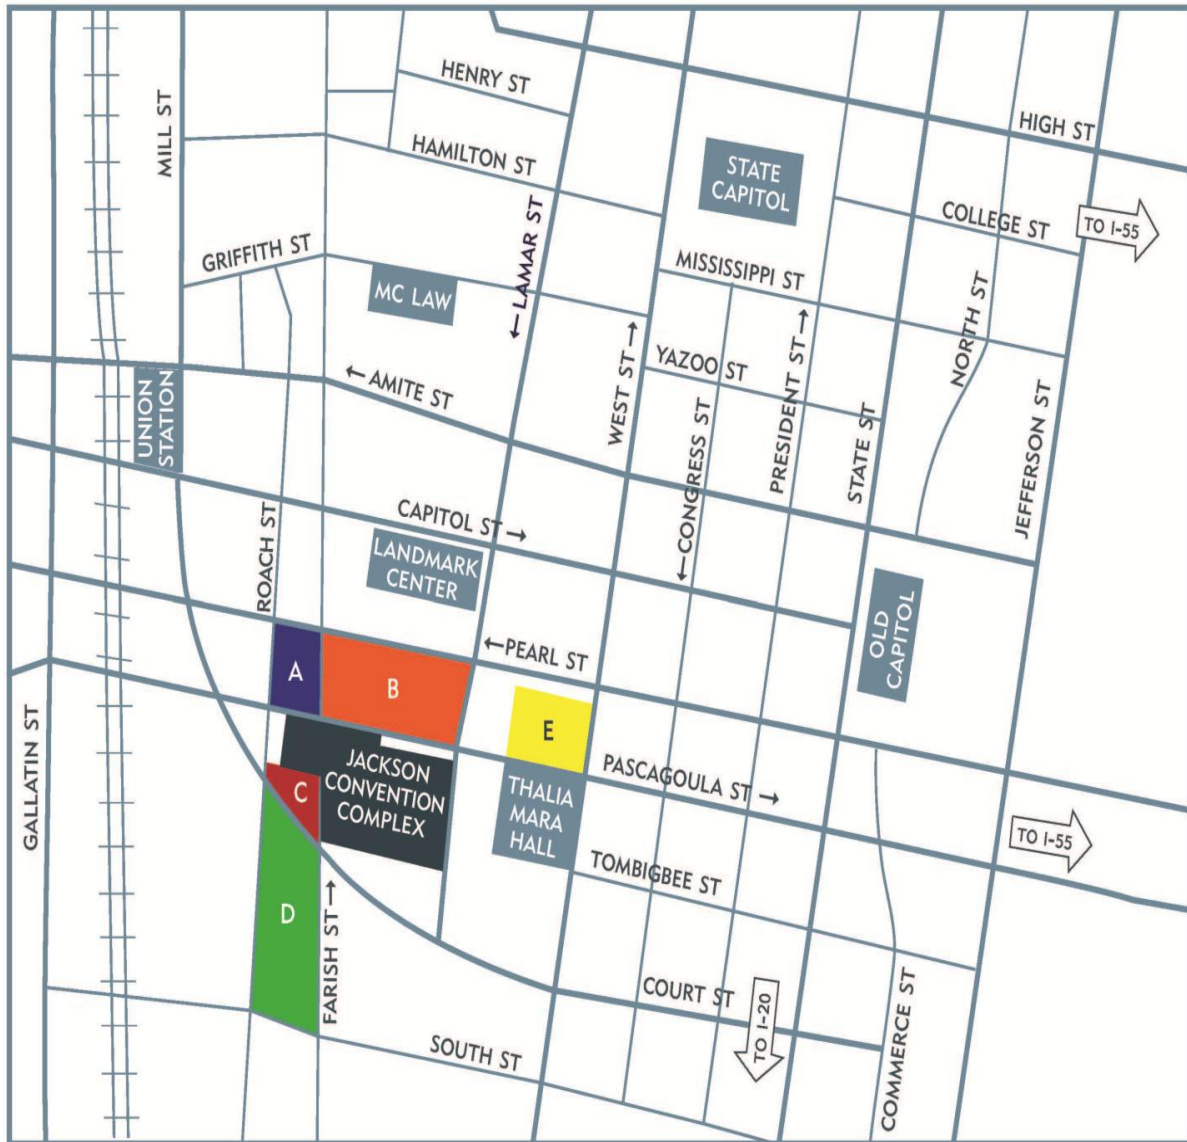 HENRY ST
HIGH ST
MILL ST
HAMILTON ST
STATE
CAPITOL
COLLEGE ST
TO I-55
GRIFFITH ST
← LAMAR ST
MISSISSIPPI ST
MC LAW
NORTH ST
WEST ST →
PRESIDENT ST →
YAZOO ST
← AMITE ST
UNION
STATION
←CONGRESS ST
STATE ST
JEFFERSON ST
CAPITOL ST →
ROACH ST
LANDMARK
CENTER
OLD
CAPITOL
←PEARL ST
A
B
E
GALLATIN ST
JACKSON
CONVENTION
COMPLEX
PASCAGOULA ST →
C
THALIA
MARA
HALL
TO I-55
TOMBIGBEE ST
D
FARISH ST →
COURT ST
TO I-20
COMMERCE ST
SOUTH ST